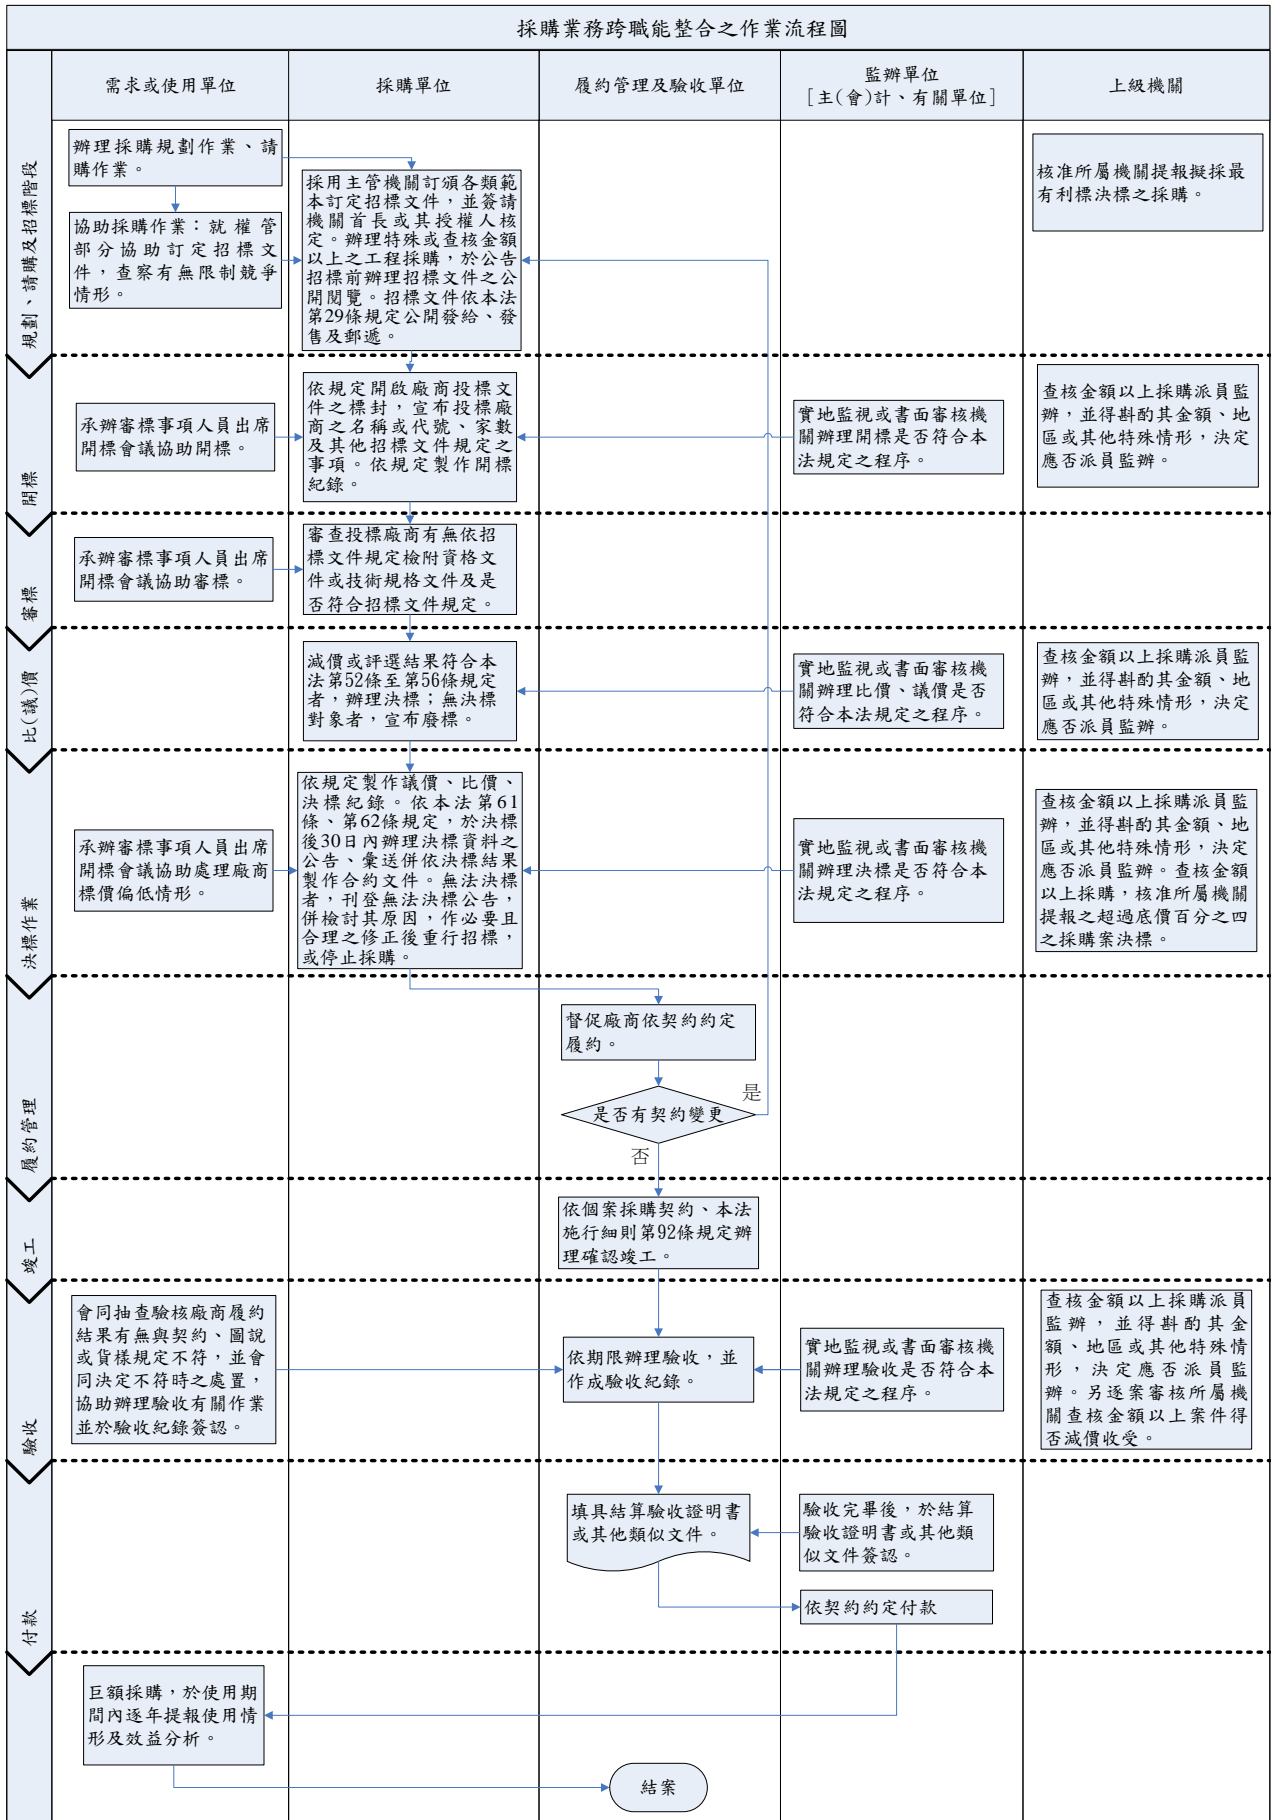 採購業務跨職能整合之作業流程圖
需求或使用單位
採購單位
履約管理及驗收單位
監辦單位
[主(會)計、有關單位]
上級機關
規劃、請購及招標階段
辦理採購規劃作業、請
購作業。
協助採購作業：就權管
部分協助訂定招標文
件，查察有無限制競爭
情形。
採用主管機關訂頒各類範
本訂定招標文件，並簽請
機關首長或其授權人核
定。辦理特殊或查核金額
以上之工程採購，於公告
招標前辦理招標文件之公
開閱覽。招標文件依本法
第29條規定公開發給、發
售及郵遞。
核准所屬機關提報擬採最
有利標決標之採購。
開標
承辦審標事項人員出席
開標會議協助開標。
依規定開啟廠商投標文
件之標封，宣布投標廠
商之名稱或代號、家數
及其他招標文件規定之
事項。依規定製作開標
紀錄。
實地監視或書面審核機
關辦理開標是否符合本
法規定之程序。
查核金額以上採購派員監
辦，並得斟酌其金額、地
區或其他特殊情形，決定
應否派員監辦。
審標
承辦審標事項人員出席
開標會議協助審標。
審查投標廠商有無依招
標文件規定檢附資格文
件或技術規格文件及是
否符合招標文件規定。
比(議)價
減價或評選結果符合本
法第52條至第56條規定
者，辦理決標；無決標
對象者，宣布廢標。
實地監視或書面審核機
關辦理比價、議價是否
符合本法規定之程序。
查核金額以上採購派員監
辦，並得斟酌其金額、地
區或其他特殊情形，決定
應否派員監辦。
決標作業
承辦審標事項人員出席
開標會議協助處理廠商
標價偏低情形。
依規定製作議價、比價、
決標紀錄。依本法第61
條、第62條規定，於決標
後30日內辦理決標資料之
公告、彙送併依決標結果
製作合約文件。無法決標
者，刊登無法決標公告，
併檢討其原因，作必要且
合理之修正後重行招標，
或停止採購。
實地監視或書面審核機
關辦理決標是否符合本
法規定之程序。
查核金額以上採購派員監
辦，並得斟酌其金額、地
區或其他特殊情形，決定
應否派員監辦。查核金額
以上採購，核准所屬機關
提報之超過底價百分之四
之採購案決標。
履約管理
督促廠商依契約約定
履約。
是否有契約變更
是
否
竣工
依個案採購契約、本法
施行細則第92條規定辦
理確認竣工。
驗收
會同抽查驗核廠商履約
結果有無與契約、圖說
或貨樣規定不符，並會
同決定不符時之處置，
協助辦理驗收有關作業
並於驗收紀錄簽認。
依期限辦理驗收，並
作成驗收紀錄。
實地監視或書面審核機
關辦理驗收是否符合本
法規定之程序。
查核金額以上採購派員
監辦，並得斟酌其金
額、地區或其他特殊情
形，決定應否派員監
辦。另逐案審核所屬機
關查核金額以上案件得
否減價收受。
付款
填具結算驗收證明書
或其他類似文件。
驗收完畢後，於結算
驗收證明書或其他類
似文件簽認。
依契約約定付款
巨額採購，於使用期
間內逐年提報使用情
形及效益分析。
結案